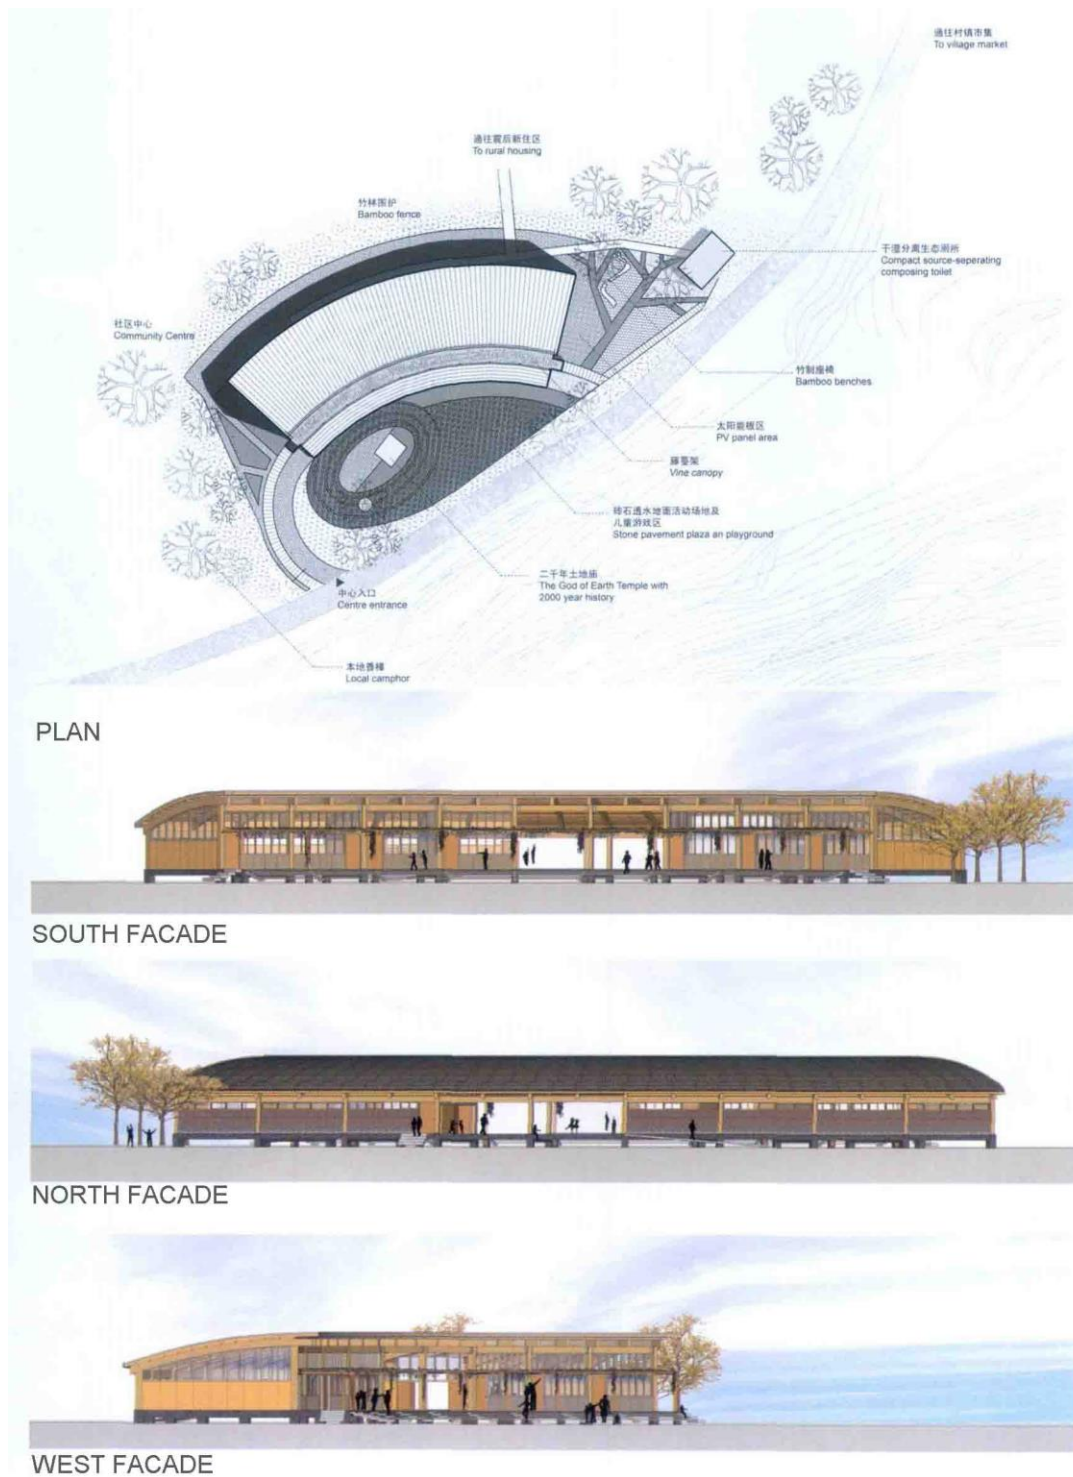 通往村镇市集
To village market
通往震后新住区
To rural housing
竹林围护
Bamboo fence
干湿分离生态厕所
Compact source-seperating
composing toilet
社区中心
Community Centre
竹制座椅
Bamboo benches
太阳能板区
PV panel area
藤蔓架
Vine canopy
砖石透水地面活动场地及
儿童游戏区
Stone pavement plaza an playground
二千年土地庙
The God of Earth Temple with
2000 year history
中心入口
Centre entrance
本地香樟
Local camphor
PLAN
SOUTH FACADE
NORTH FACADE
WEST FACADE